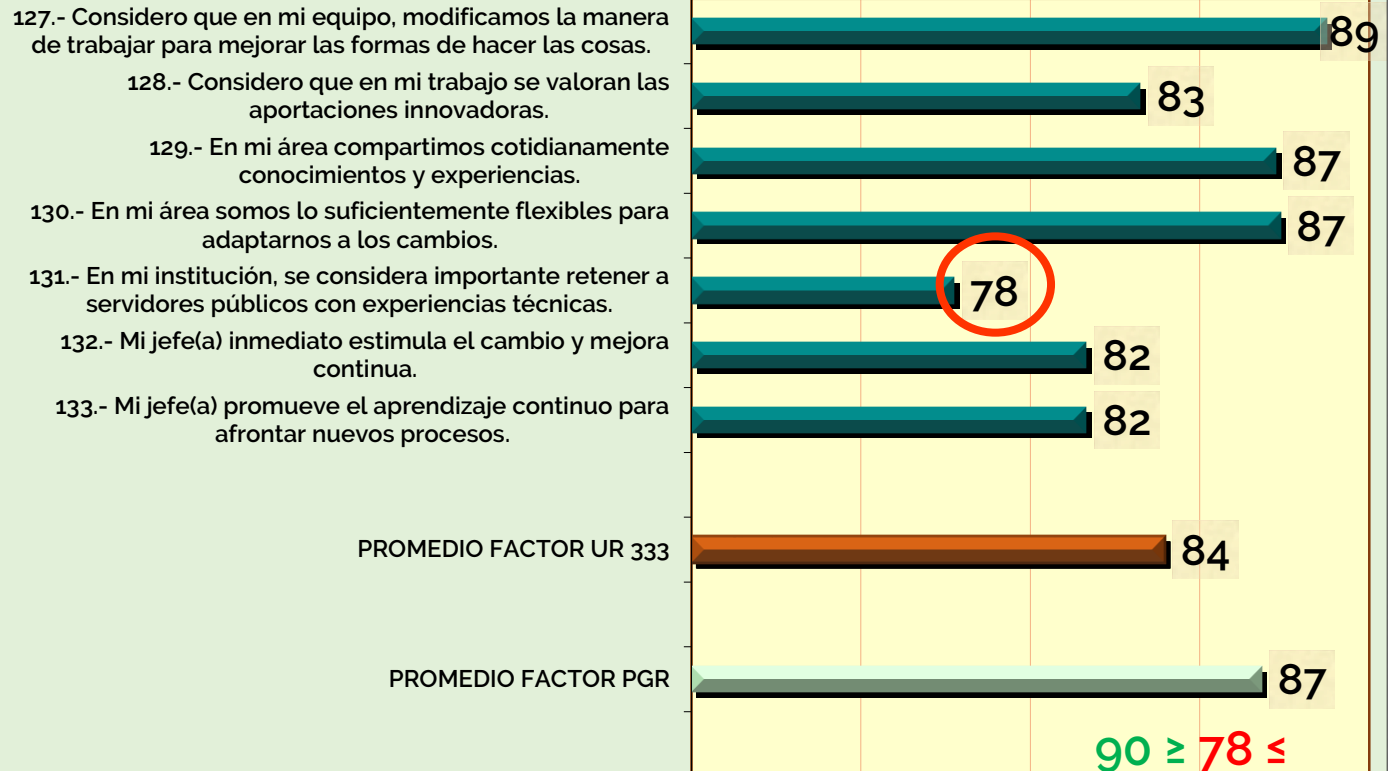 127.- Considero que en mi equipo, modificamos la manera
de trabajar para mejorar las formas de hacer las cosas.
89
128.- Considero que en mi trabajo se valoran las
aportaciones innovadoras.
83
129.- En mi área compartimos cotidianamente
conocimientos y experiencias.
87
130.- En mi área somos lo suficientemente flexibles para
adaptarnos a los cambios.
87
131.- En mi institución, se considera importante retener a
servidores públicos con experiencias técnicas.
78
132.- Mi jefe(a) inmediato estimula el cambio y mejora
continua.
82
133.- Mi jefe(a) promueve el aprendizaje continuo para
afrontar nuevos procesos.
82
PROMEDIO FACTOR UR 333
84
PROMEDIO FACTOR PGR
87
90 ≥ 78 ≤